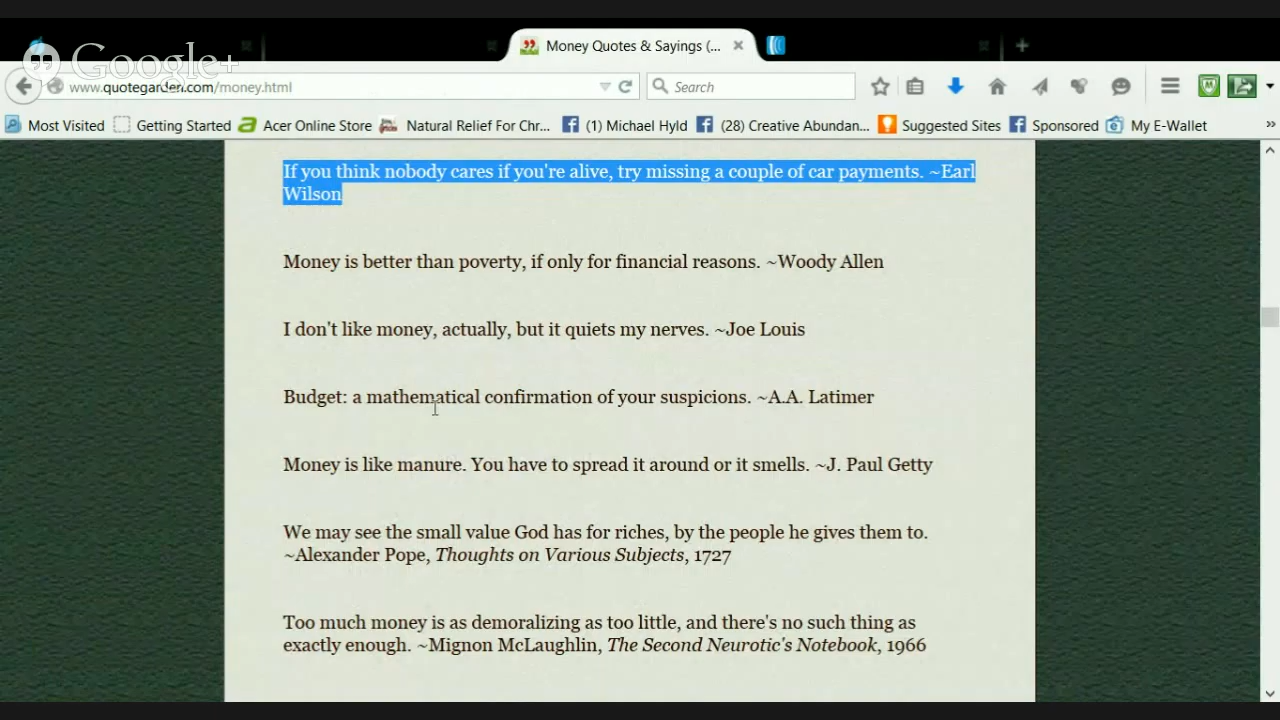 Google+
Money Quotes & Sayings (...
www.quotegarden.com/money.html
Search
Most Visited
Getting Started
Acer Online Store
Natural Relief For Chr...
(1) Michael Hyld
(28) Creative Abundan...
Suggested Sites
Sponsored
My E-Wallet
If you think nobody cares if you're alive, try missing a couple of car payments. ~Earl
Wilson
Money is better than poverty, if only for financial reasons. ~Woody Allen
I don't like money, actually, but it quiets my nerves. ~Joe Louis
Budget: a mathematical confirmation of your suspicions. ~A.A. Latimer
Money is like manure. You have to spread it around or it smells. ~J. Paul Getty
We may see the small value God has for riches, by the people he gives them to.
~Alexander Pope, Thoughts on Various Subjects, 1727
Too much money is as demoralizing as too little, and there's no such thing as
exactly enough. ~Mignon McLaughlin, The Second Neurotic's Notebook, 1966